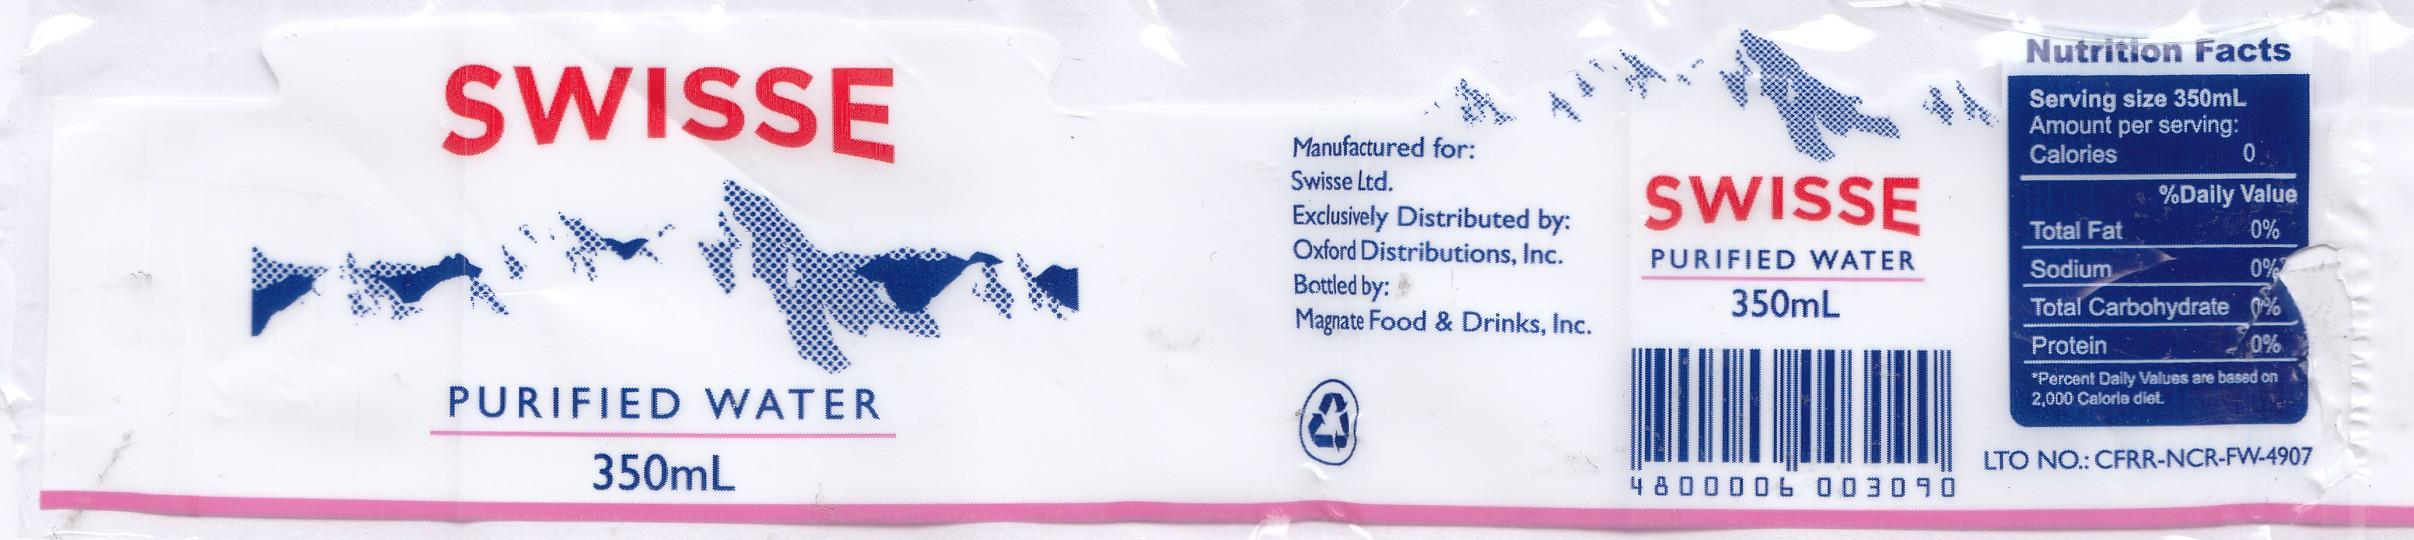 SWISSE
PURIFIED WATER
350mL
Manufactured for:
Swisse Ltd.
Exclusively Distributed by:
Oxford Distributions, Inc.
Bottled by:
Magnate Food & Drinks, Inc.
SWISSE
PURIFIED WATER
350mL
4 800006 003090
Nutrition Facts
Serving size 350mL
Amount per serving:
Calories 0
%Daily Value
Total Fat 0%
Sodium 0%
Total Carbohydrate 0%
Protein 0%
*Percent Daily Values are based on
2,000 Calorie diet.
LTO NO.: CFRR-NCR-FW-4907